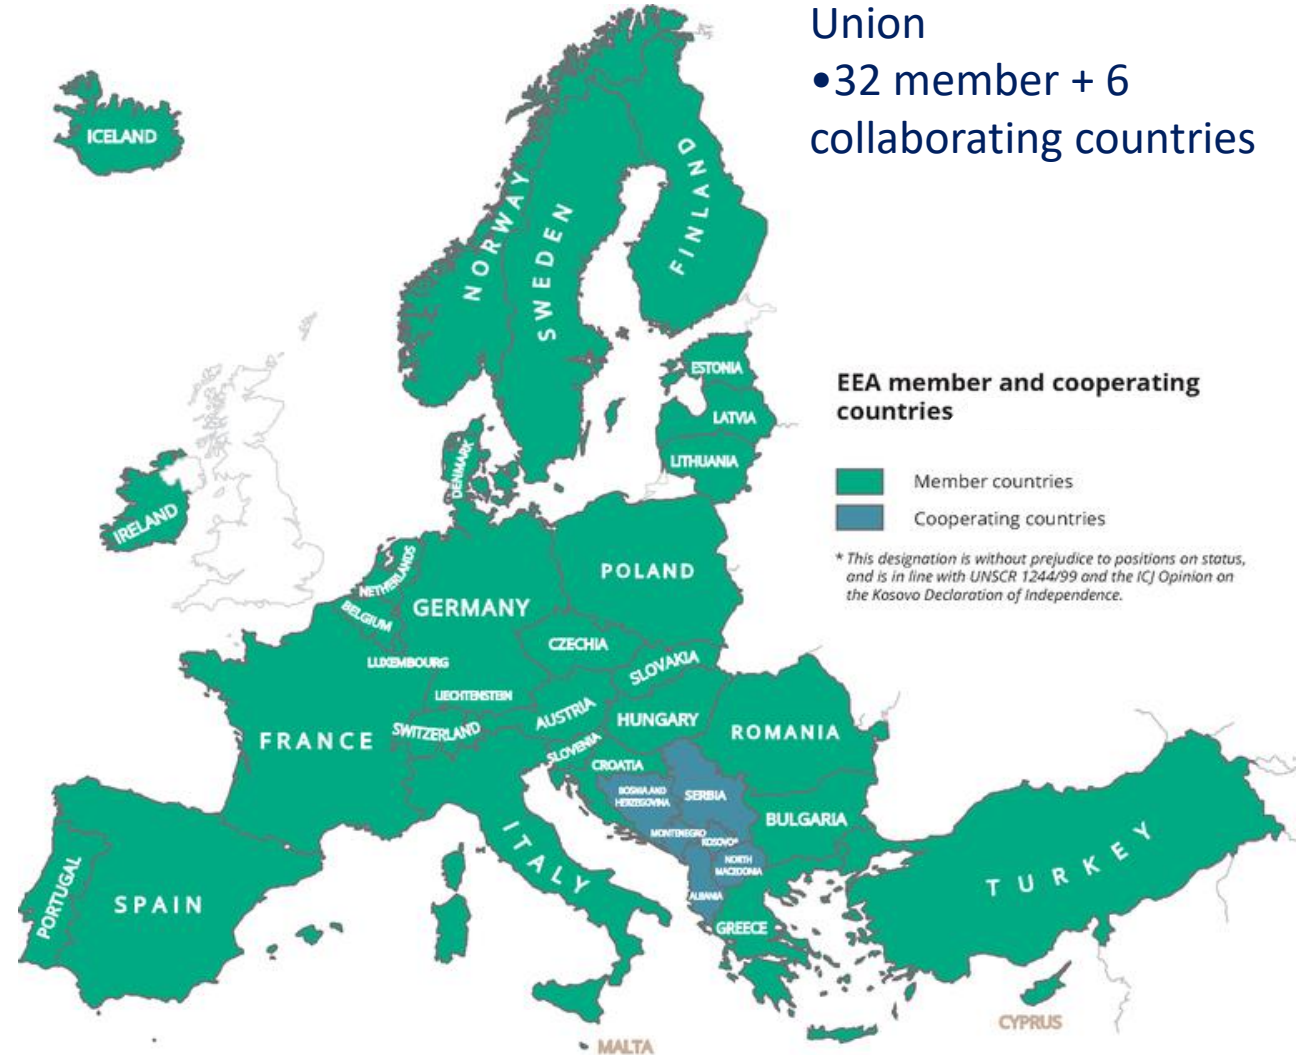 Union
•32 member + 6
collaborating countries
ICELAND
NORWAY
SWEDEN
FINLAND
ESTONIA
LATVIA
LITHUANIA
DENMARK
IRELAND
EEA member and cooperating
countries
Member countries
Cooperating countries
* This designation is without prejudice to positions on status,
and is in line with UNSCR 1244/99 and the ICJ Opinion on
the Kosovo Declaration of Independence.
NETHERLANDS
BELGIUM
GERMANY
POLAND
LUXEMBOURG
CZECHIA
SLOVAKIA
LIECHTENSTEIN
AUSTRIA
HUNGARY
SWITZERLAND
FRANCE
SLOVENIA
CROATIA
ROMANIA
BOSNIA AND
HERZEGOVINA
SERBIA
MONTENEGRO
KOSOVO*
BULGARIA
NORTH
MACEDONIA
ALBANIA
ITALY
PORTUGAL
SPAIN
GREECE
TURKEY
CYPRUS
MALTA